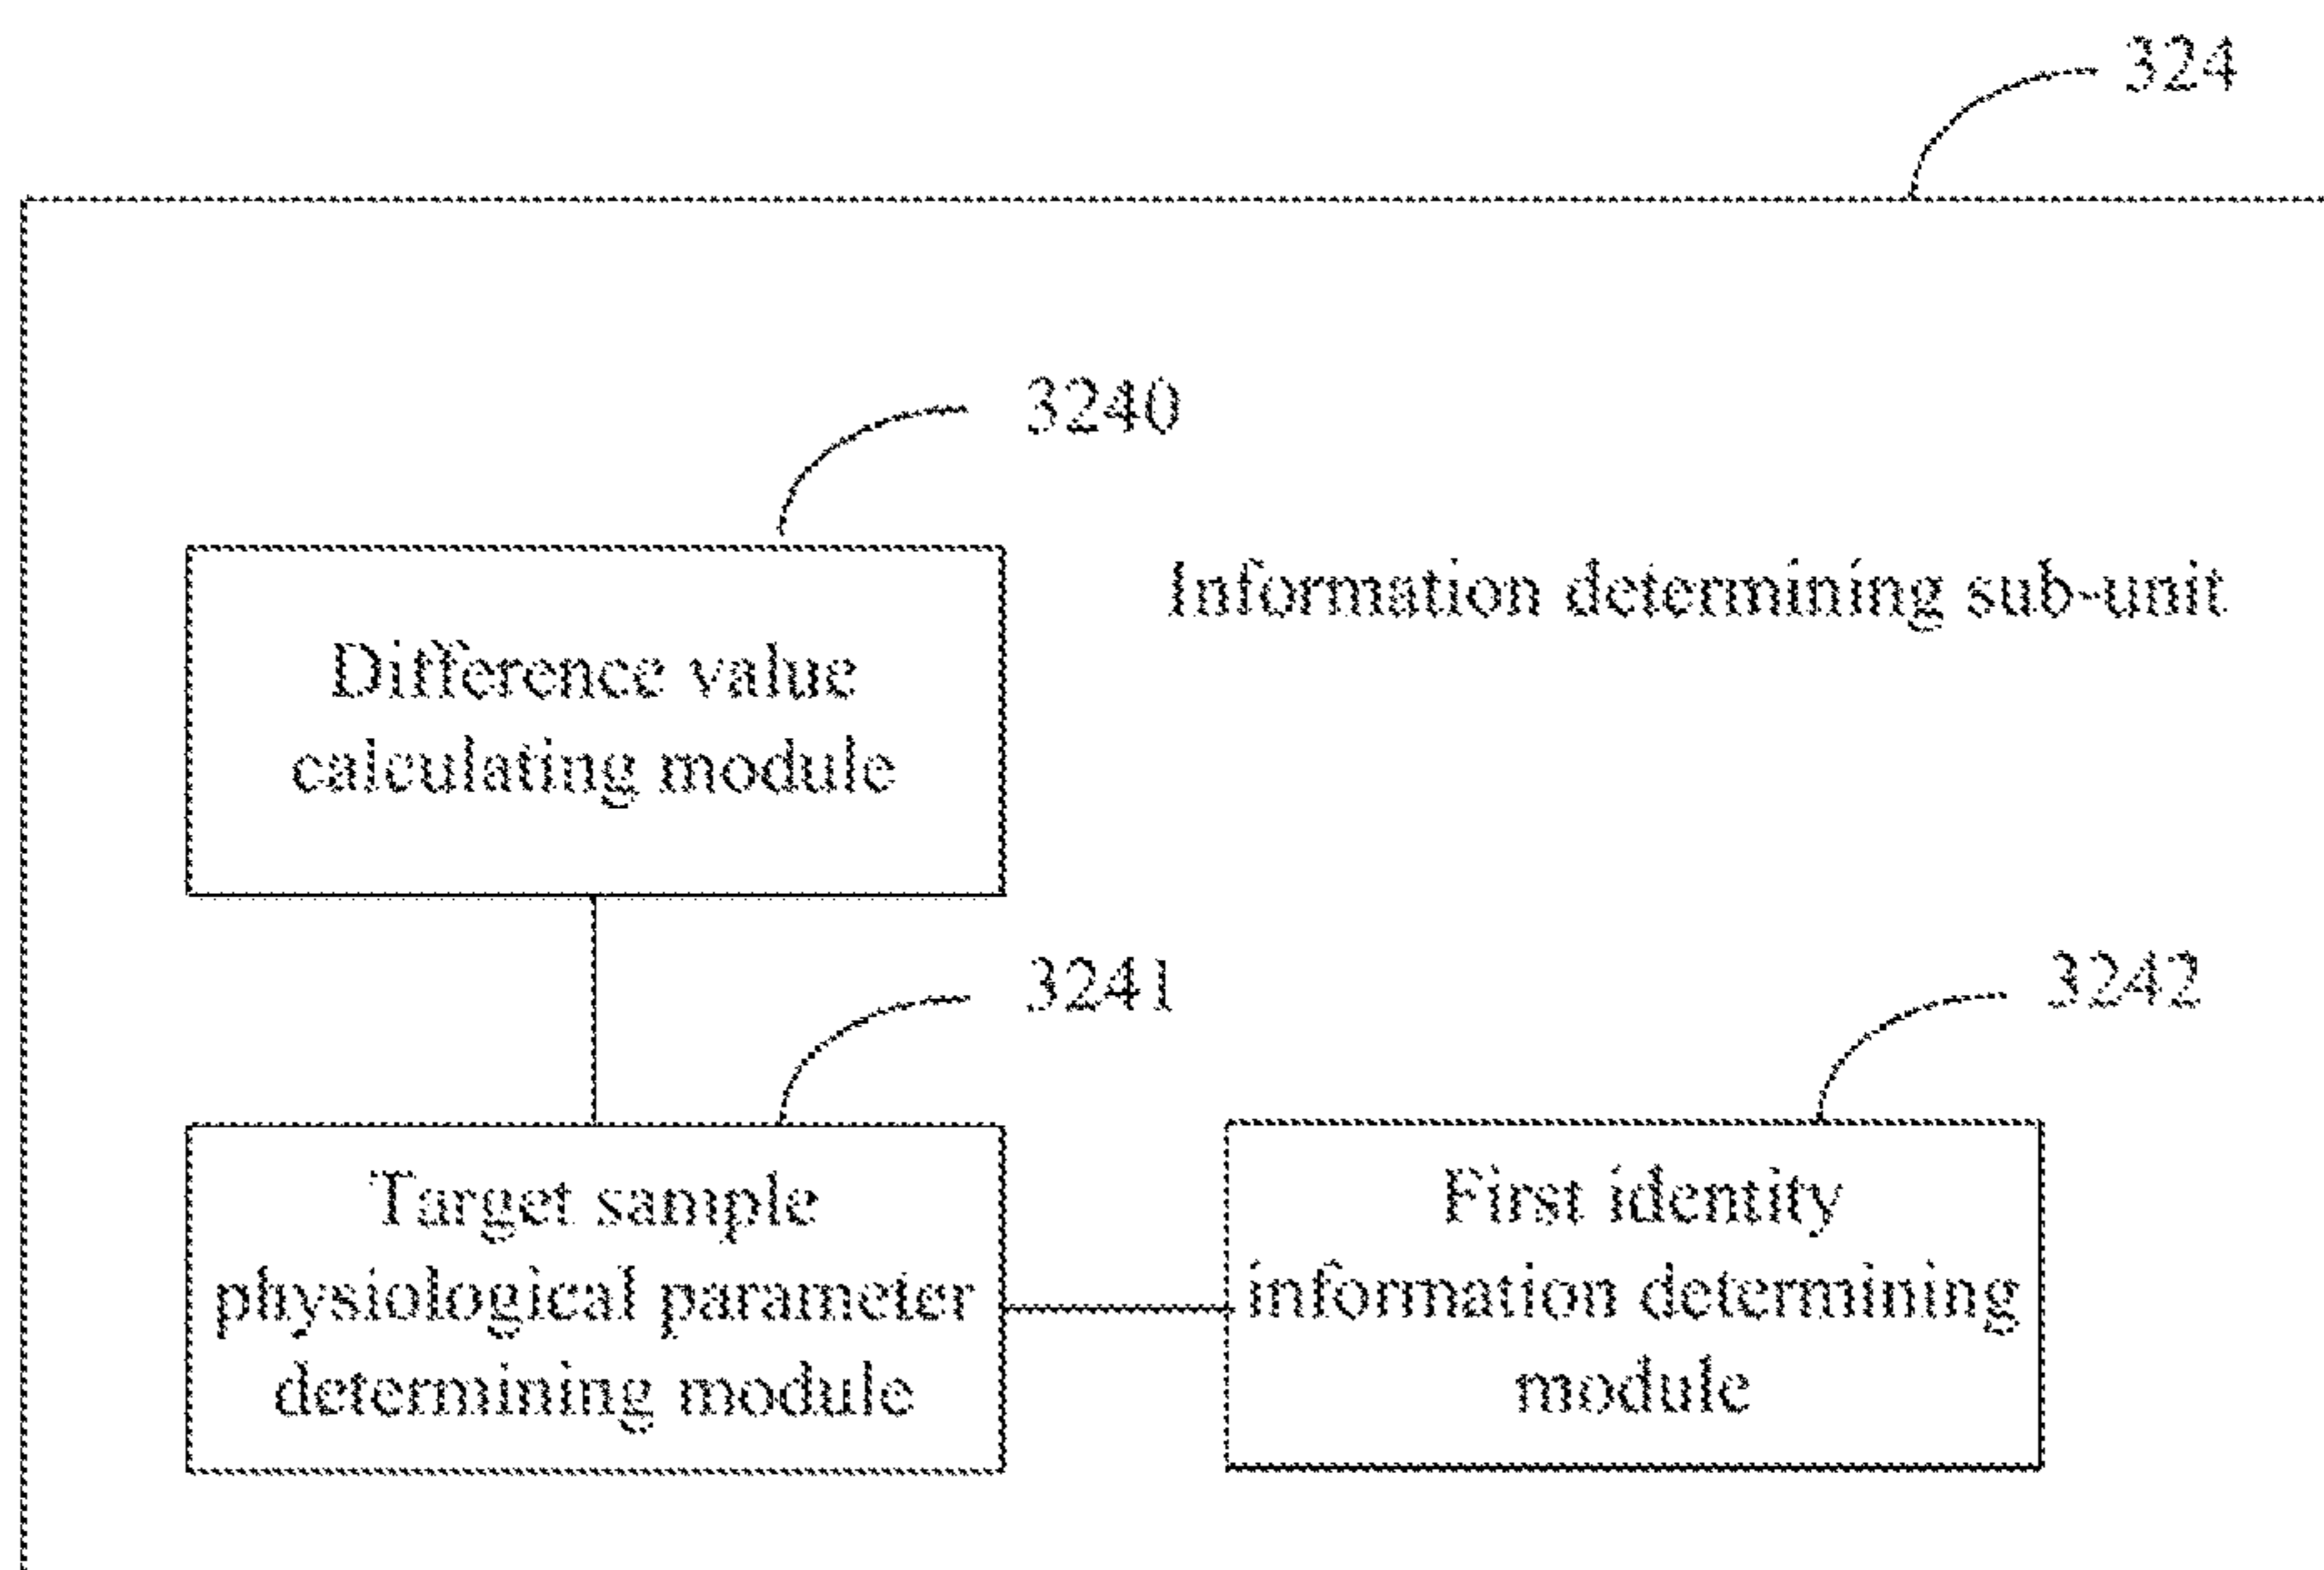 324
3240
Information determining sub-unit
Difference value
calculating module
3241
3242
Target sample
physiological parameter
determining module
First identity
information determining
module